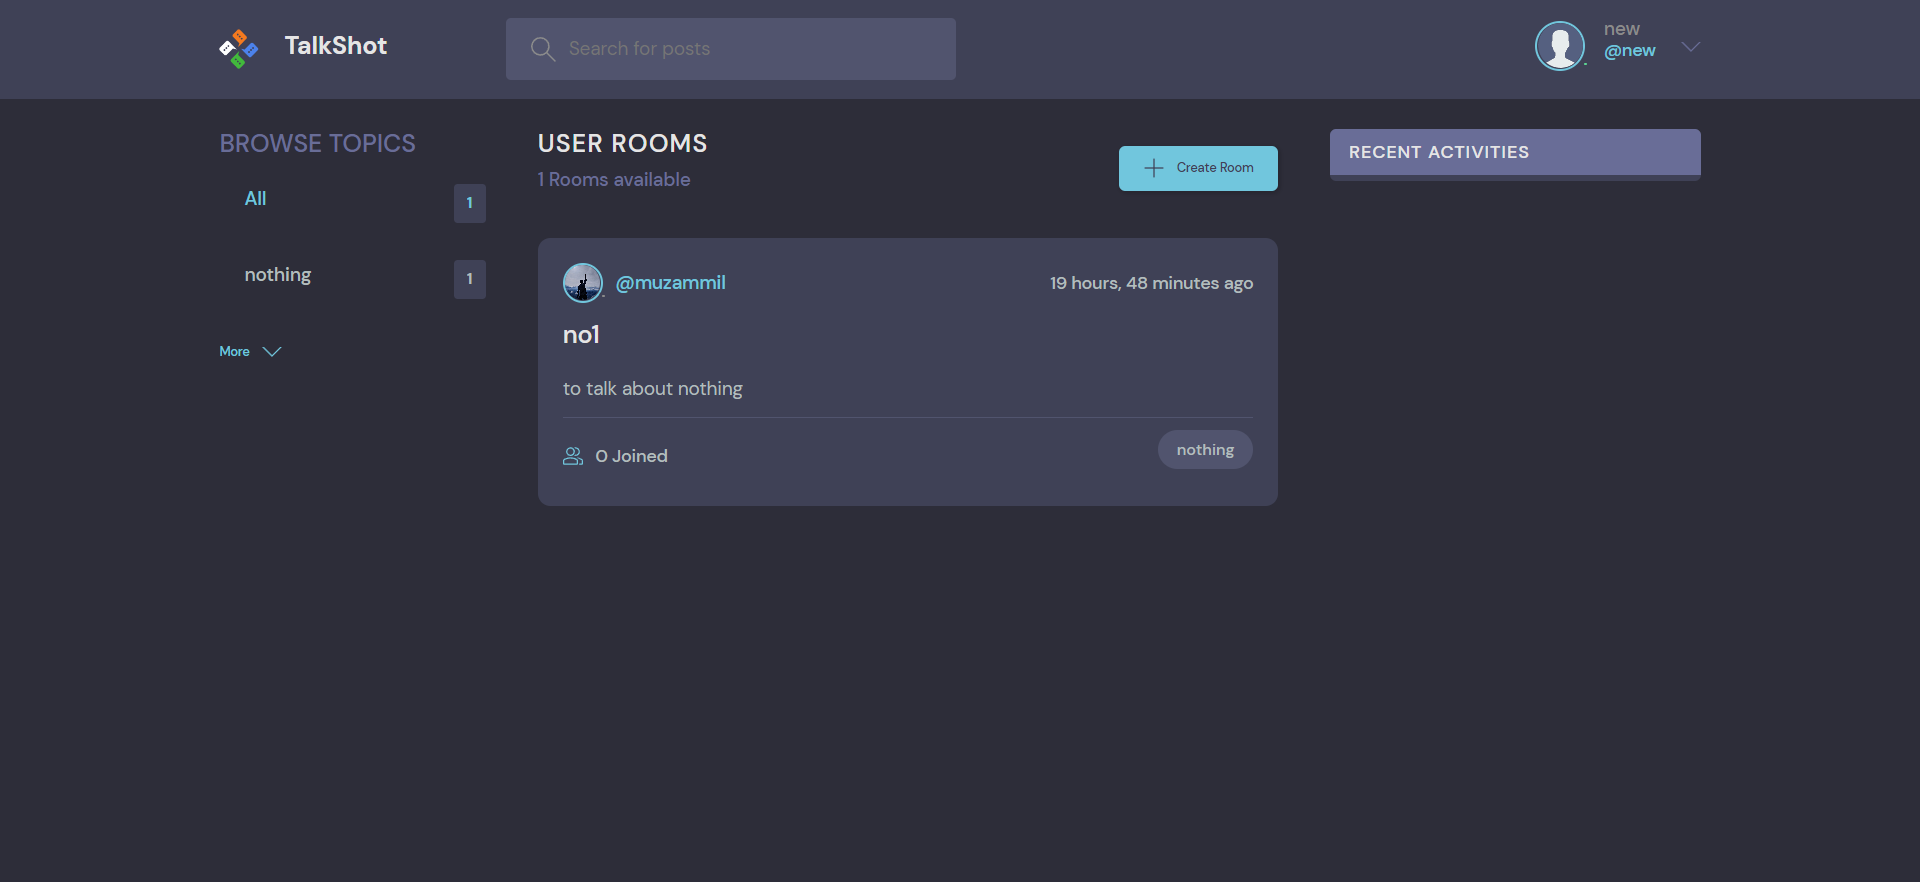 TalkShot
Search for posts
new
@new
BROWSE TOPICS
All
1
nothing
1
More
USER ROOMS
1 Rooms available
Create Room
@muzammil
19 hours, 48 minutes ago
no1
to talk about nothing
0 Joined
nothing
RECENT ACTIVITIES